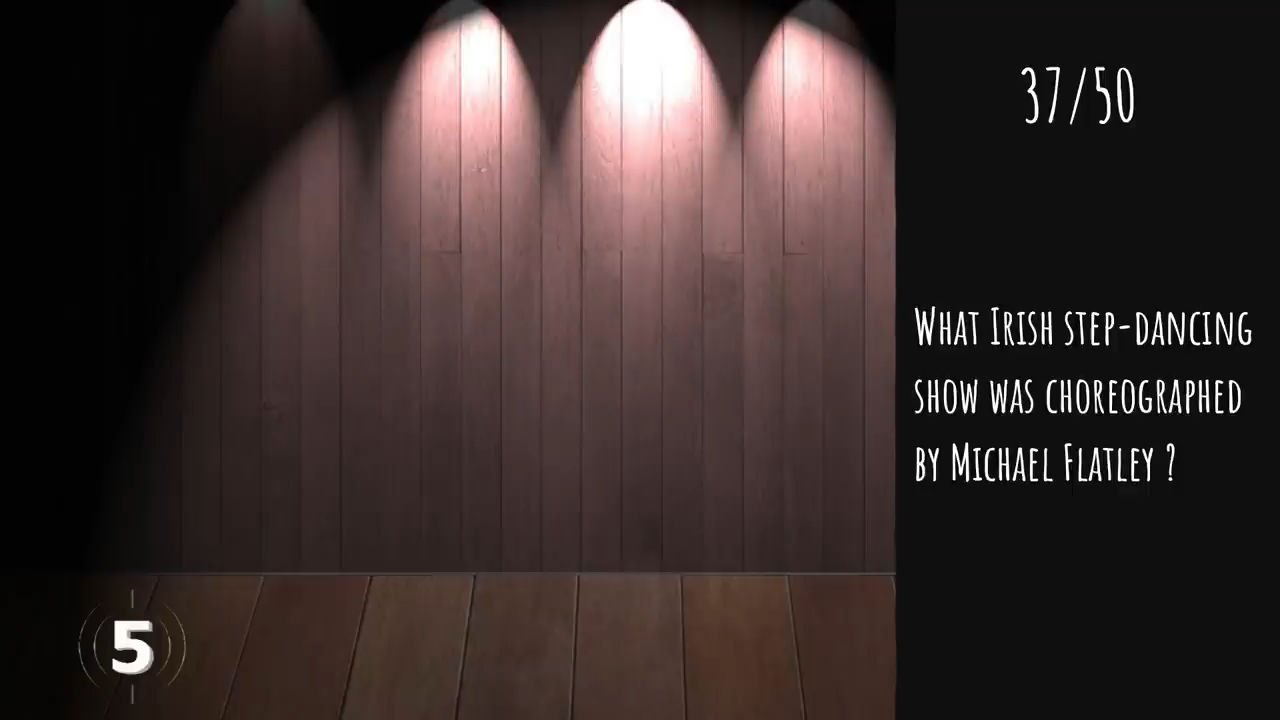 37/50
What Irish step-dancing
show was choreographed
by Michael Flatley ?
5